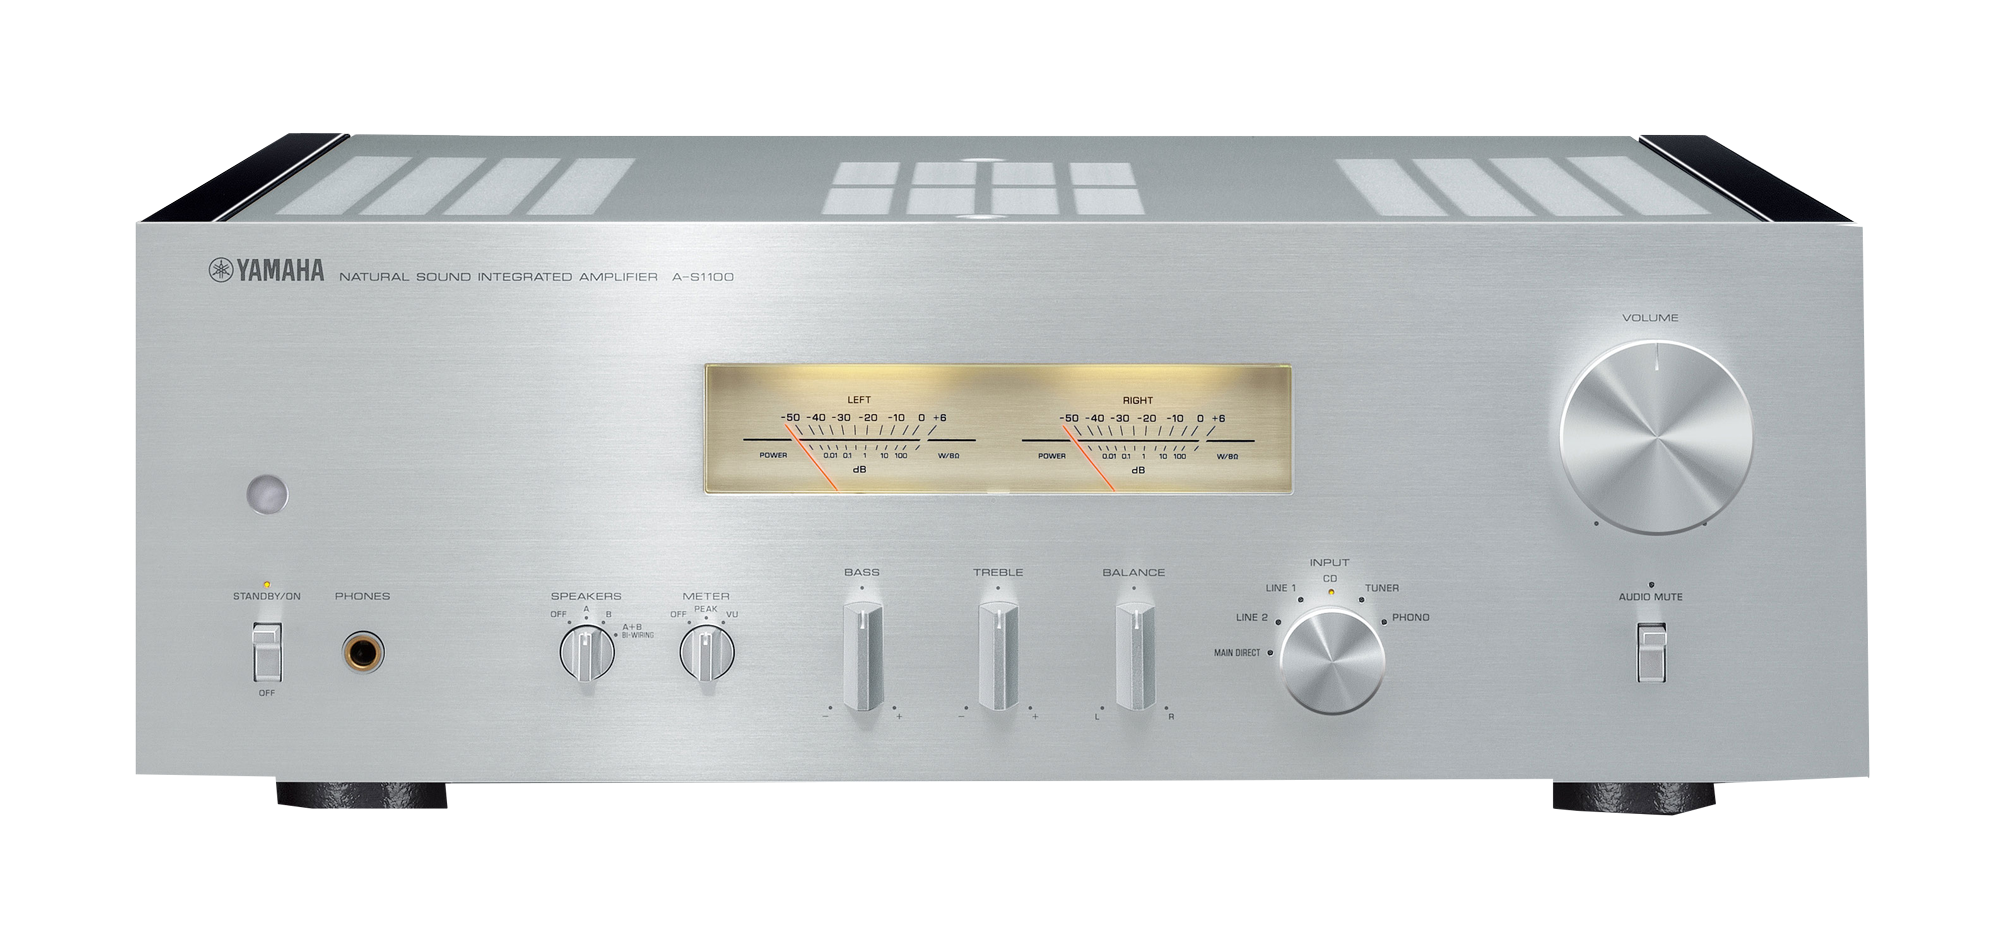 YAMAHA NATURAL SOUND INTEGRATED AMPLIFIER A-S1100
VOLUME
LEFT
-50 -40 -30 -20 -10 0 +6
POWER 0.01 0.1 1 10 100 W/8Ω
dB
RIGHT
-50 -40 -30 -20 -10 0 +6
POWER 0.01 0.1 1 10 100 W/8Ω
dB
STANDBY/ON
OFF
PHONES
SPEAKERS
OFF A B
A+B
BI-WIRING
METER
OFF PEAK VU
BASS
- +
TREBLE
- +
BALANCE
L R
INPUT
CD
LINE 1 TUNER
LINE 2 PHONO
MAIN DIRECT
AUDIO MUTE